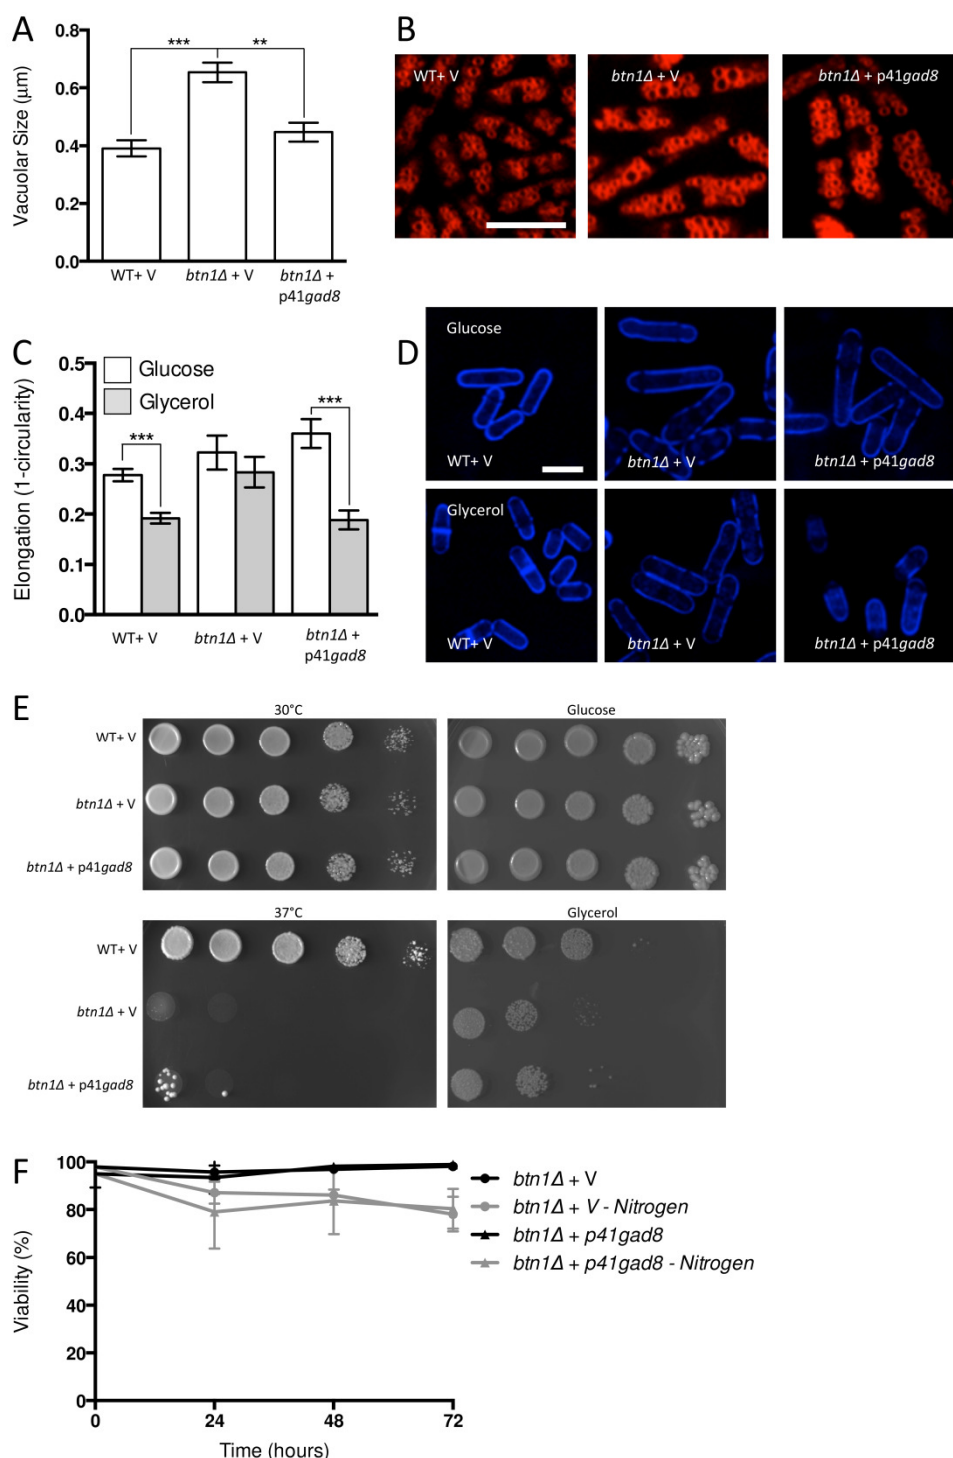 A
0.8
0.6
0.4
0.2
0.0
Vacuolar Size (μm)
***
**
WT+ V
btn1Δ + V
btn1Δ +
p41gad8
B
WT+ V
btn1Δ + V
btn1Δ + p41gad8
C
0.5
0.4
0.3
0.2
0.1
0.0
Elongation (1-circularity)
Glucose
Glycerol
***
***
WT+ V
btn1Δ + V
btn1Δ +
p41gad8
D
Glucose
WT+ V
btn1Δ + V
btn1Δ + p41gad8
Glycerol
WT+ V
btn1Δ + V
btn1Δ + p41gad8
E
30°C
Glucose
WT+ V
btn1Δ + V
btn1Δ + p41gad8
37°C
Glycerol
WT+ V
btn1Δ + V
btn1Δ + p41gad8
F
100
80
60
40
20
0
Viability (%)
0
24
48
72
Time (hours)
btn1Δ + V
btn1Δ + V - Nitrogen
btn1Δ + p41gad8
btn1Δ + p41gad8 - Nitrogen